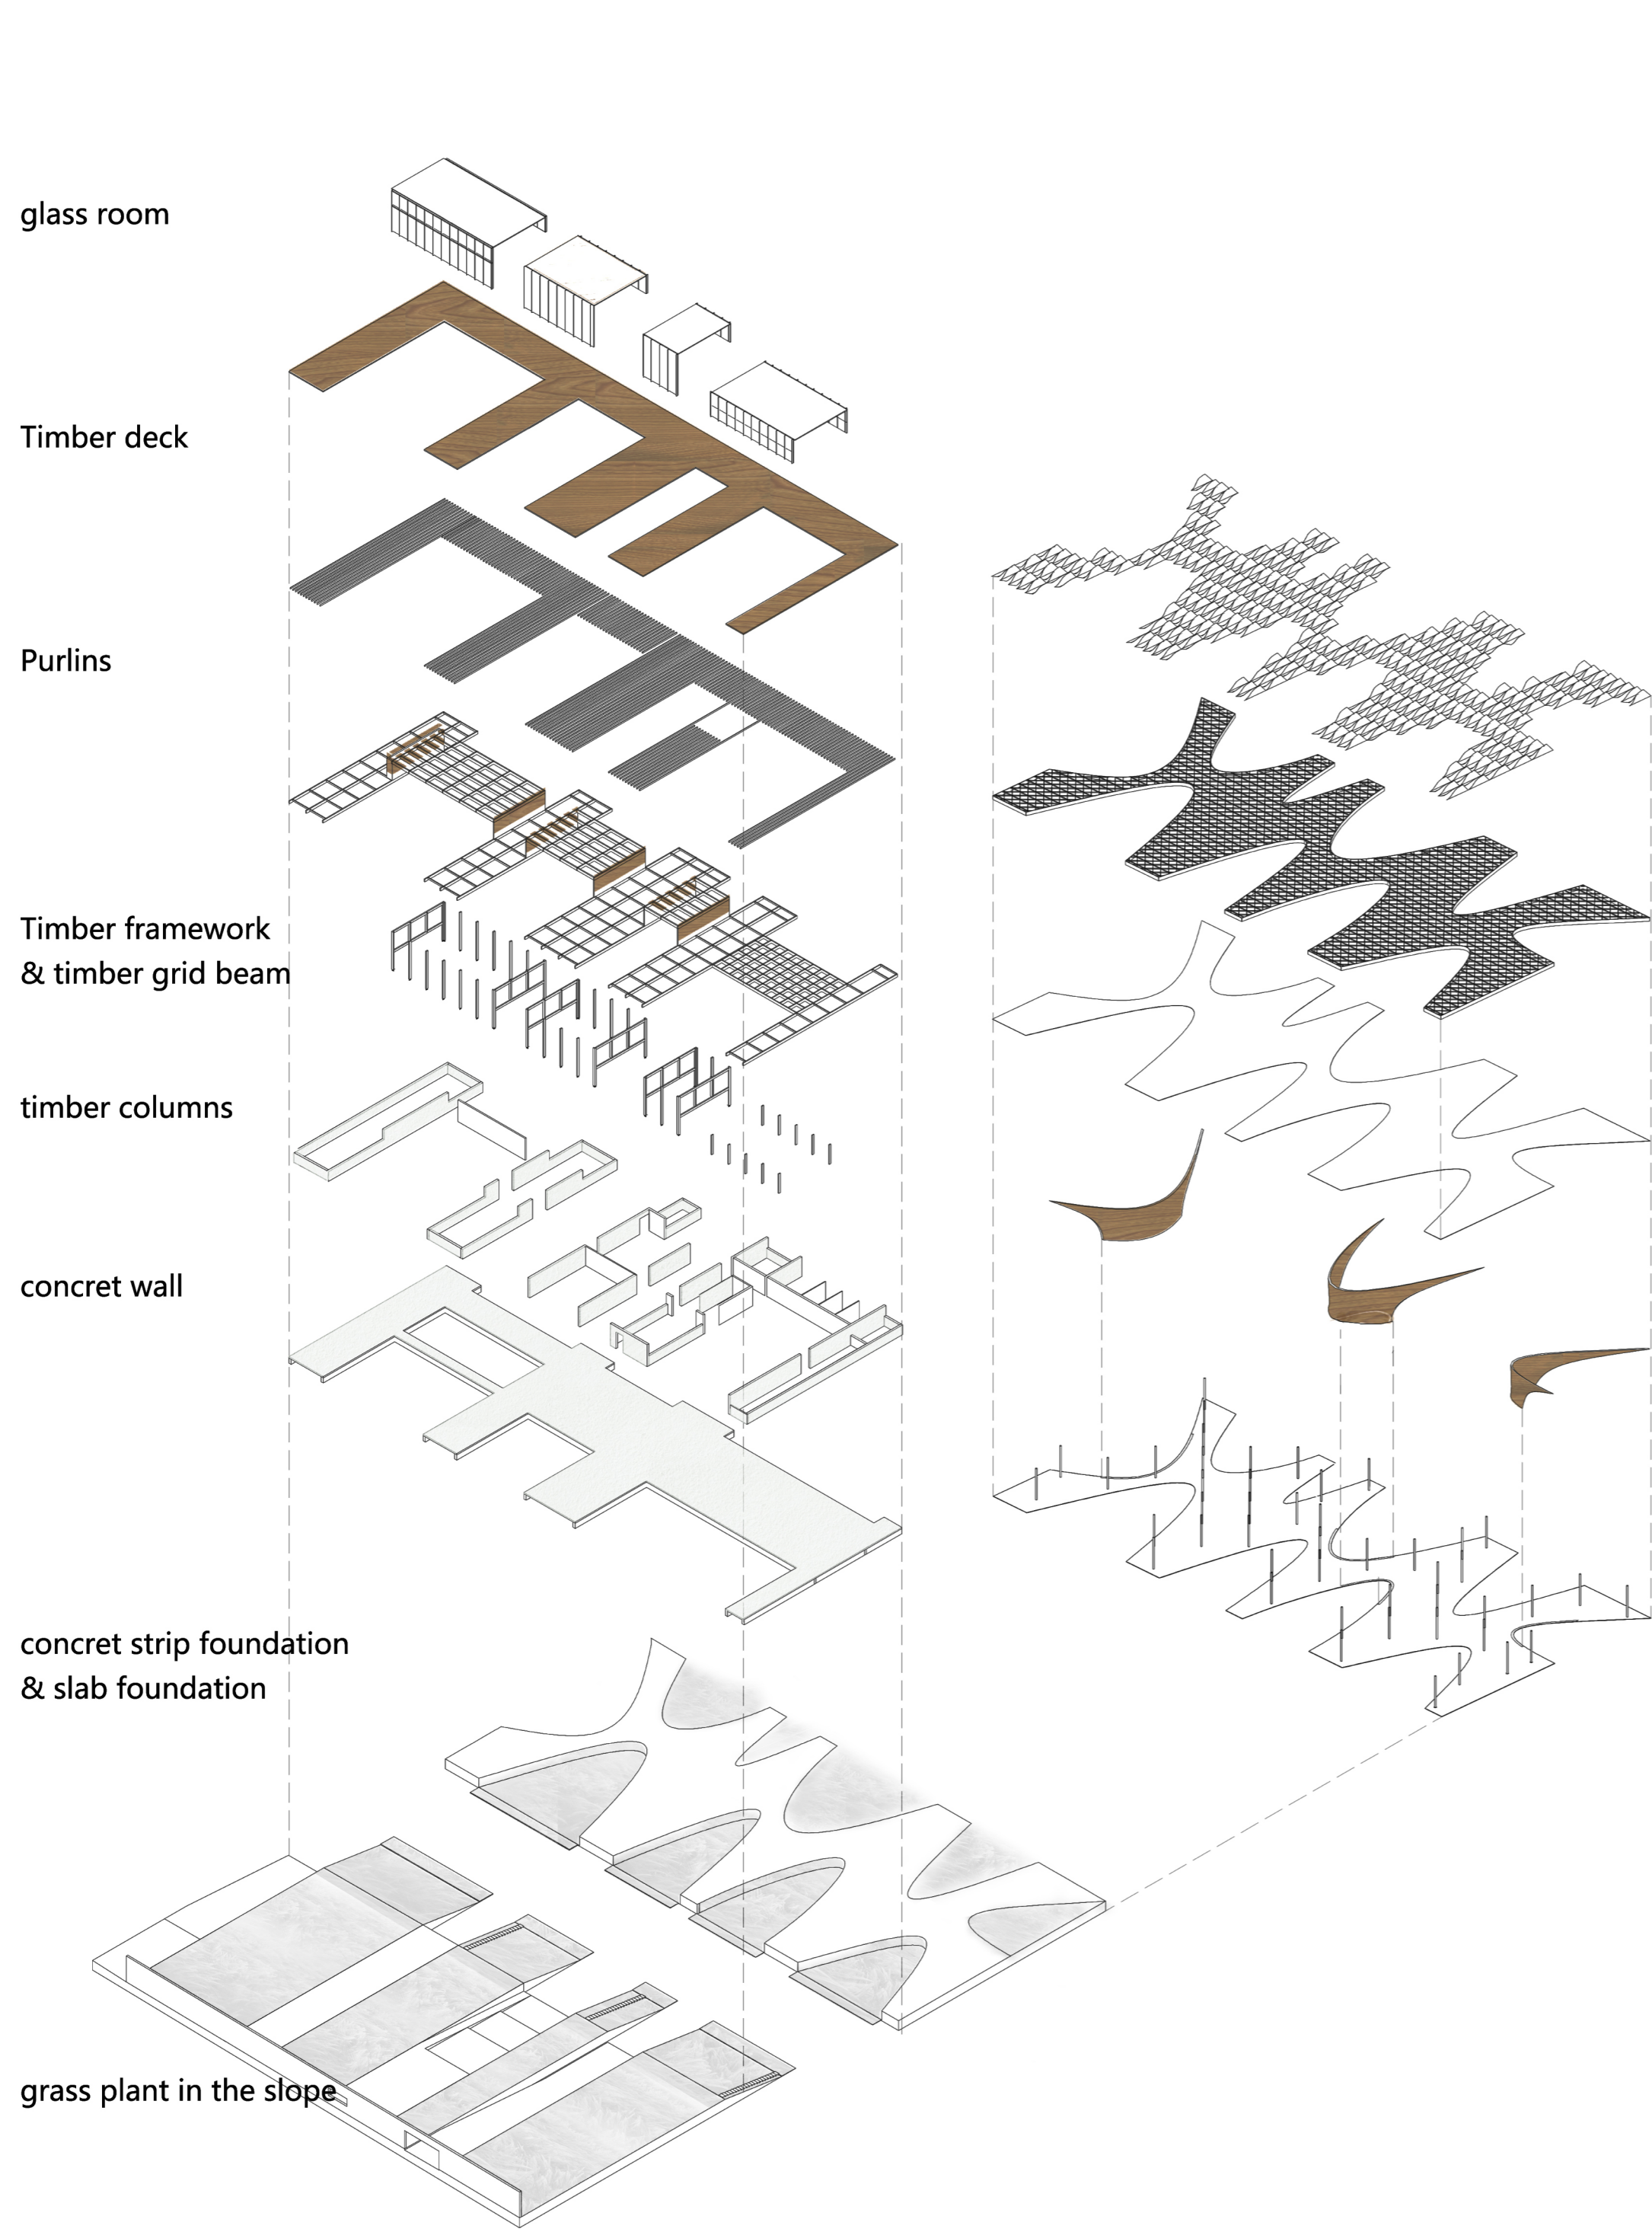 glass room
Timber deck
Purlins
Timber framework
& timber grid beam
timber columns
concret wall
concret strip foundation
& slab foundation
grass plant in the slope